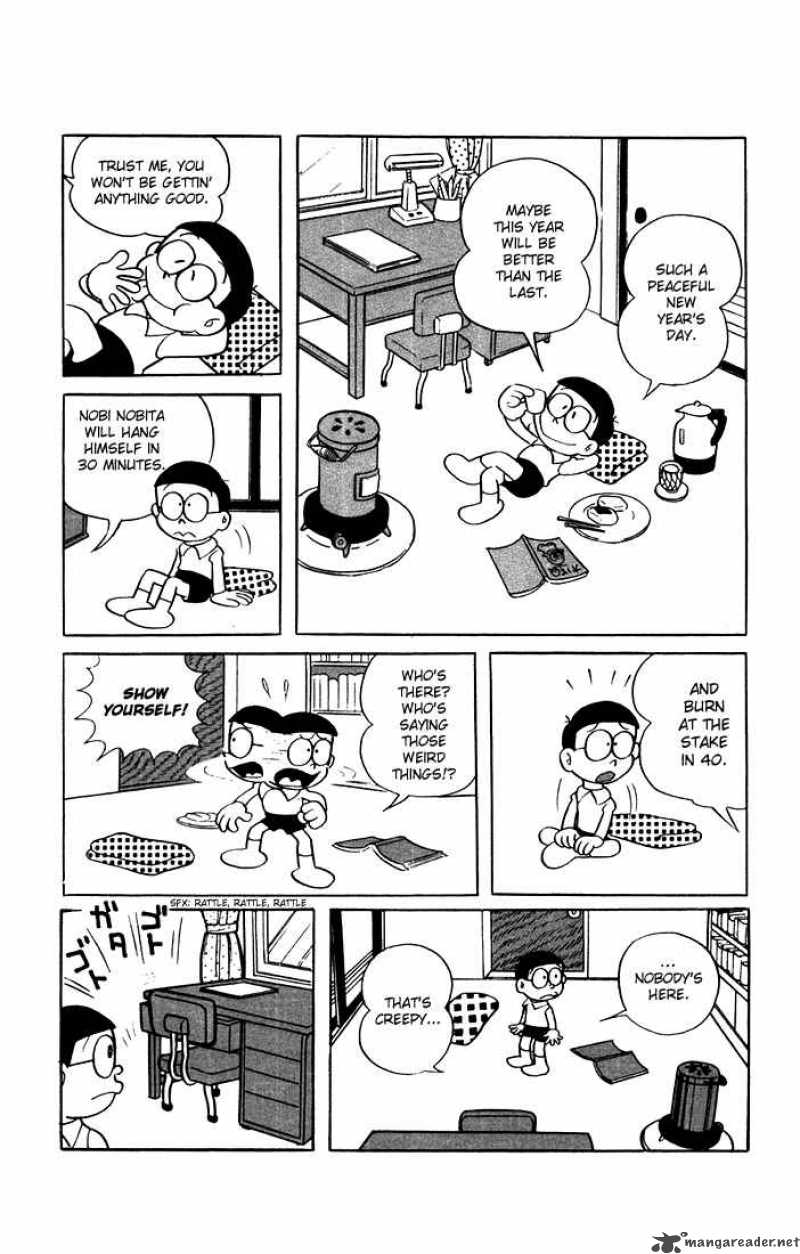 SUCH A
PEACEFUL
NEW
YEAR'S
DAY.
MAYBE
THIS YEAR
WILL BE
BETTER
THAN THE
LAST.
TRUST ME, YOU
WON'T BE GETTIN'
ANYTHING GOOD.
NOBI NOBITA
WILL HANG
HIMSELF IN
30 MINUTES.
AND
BURN
AT THE
STAKE
IN 40.
WHO'S
THERE?
WHO'S
SAYING
THOSE
WEIRD
THINGS!?
SHOW
YOURSELF!
...
NOBODY'S
HERE.
THAT'S
CREEPY...
SFX: RATTLE, RATTLE, RATTLE
ゴト
ガタ
ゴト
mangareader.net